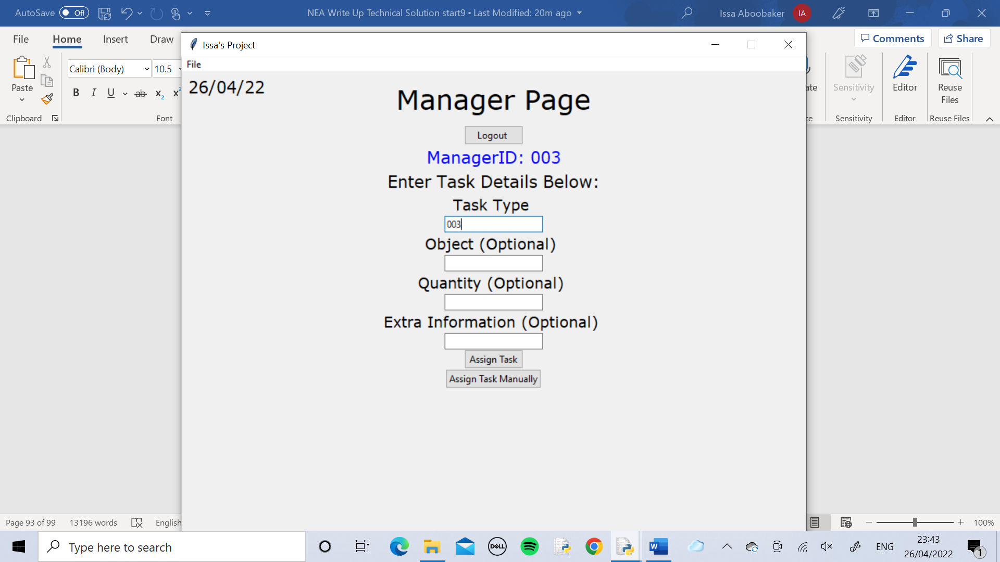 AutoSave Off
NEA Write Up Technical Solution start9 • Last Modified: 20m ago
Issa Aboobaker IA
File Home Insert Draw
Comments Share
Issa's Project
File
Calibri (Body) 10.5
Paste
B I U ab x2
Clipboard
Font
ate
Sensitivity
Editor
Reuse
Files
ce
Sensitivity
Editor
Reuse Files
26/04/22
Manager Page
Logout
ManagerID: 003
Enter Task Details Below:
Task Type
003
Object (Optional)
Quantity (Optional)
Extra Information (Optional)
Assign Task
Assign Task Manually
Page 93 of 99 13196 words English
100%
Type here to search
DELL
W
ENG
23:43
26/04/2022
1